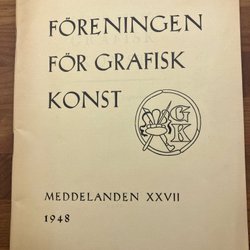 FÖRENINGEN
FÖR GRAFISK
KONST
G
K
MEDDELANDEN XXVII
1948